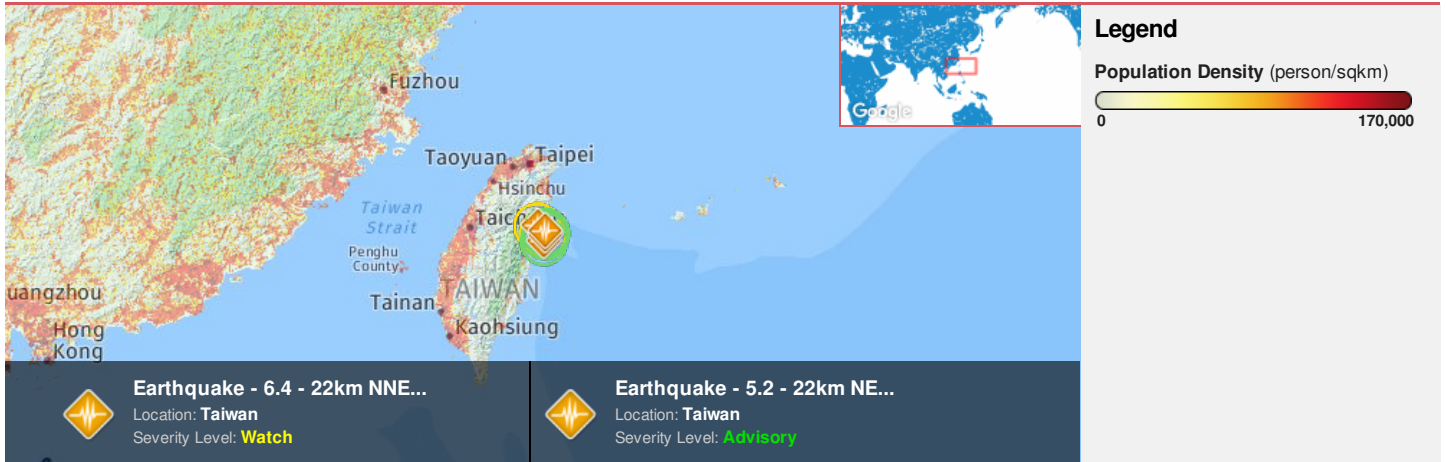 Fuzhou
Taoyuan
Taipei
Hsinchu
Taiwan
Strait
Penghu
County
TAIWAN
Tainan
Kaohsiung
uangzhou
Hong
Kong
Google
Earthquake - 6.4 - 22km NNE...
Location: Taiwan
Severity Level: Watch
Earthquake - 5.2 - 22km NE...
Location: Taiwan
Severity Level: Advisory
Legend
Population Density (person/sqkm)
0 170,000